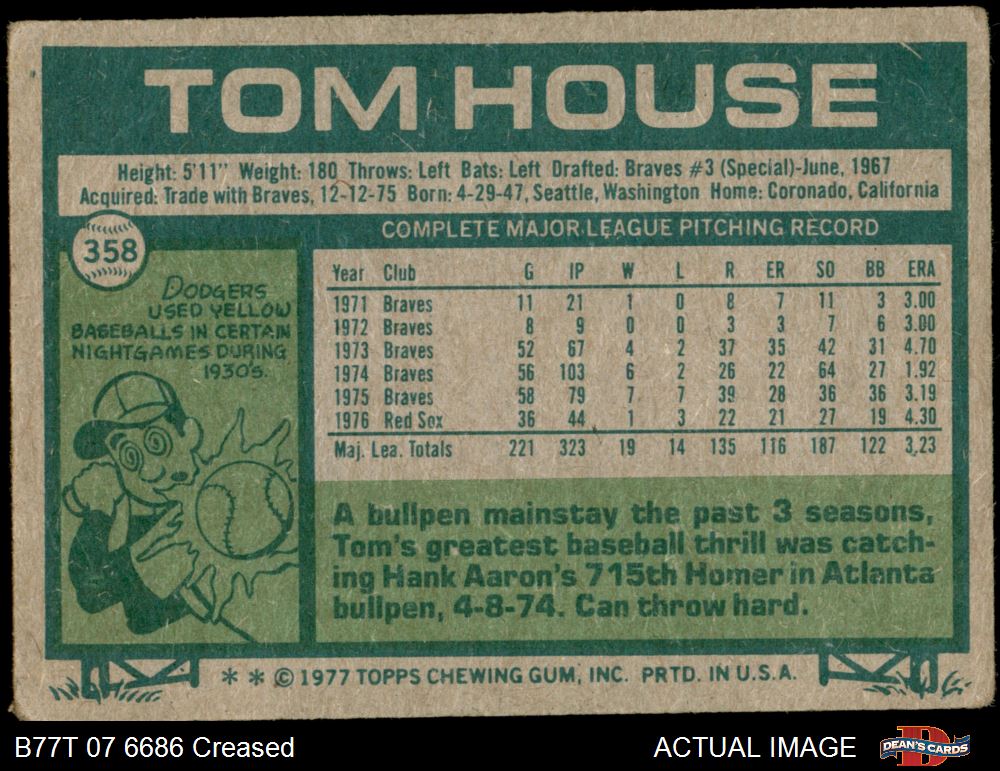 TOM HOUSE
Height: 5'11" Weight: 180 Throws: Left Bats: Left Drafted: Braves #3 (Special)-June, 1967
Acquired: Trade with Braves, 12-12-75 Born: 4-29-47, Seattle, Washington Home: Coronado, California
358
DODGERS
USED YELLOW
BASEBALLS IN CERTAIN
NIGHT GAMES DURING
1930's.
COMPLETE MAJOR LEAGUE PITCHING RECORD
Year Club G IP W L R ER SO BB ERA
1971 Braves 11 21 1 0 8 7 11 3 3.00
1972 Braves 8 9 0 0 3 3 7 6 3.00
1973 Braves 52 67 4 2 37 35 42 31 4.70
1974 Braves 56 103 6 2 26 22 64 27 1.92
1975 Braves 58 79 7 7 39 28 36 36 3.19
1976 Red Sox 36 44 1 3 22 21 27 19 4.30
Maj. Lea. Totals 221 323 19 14 135 116 187 122 3.23
A bullpen mainstay the past 3 seasons,
Tom's greatest baseball thrill was catch-
ing Hank Aaron's 715th Homer in Atlanta
bullpen, 4-8-74. Can throw hard.
* * © 1977 TOPPS CHEWING GUM, INC. PRTD. IN U.S.A.
B77T 07 6686 Creased
ACTUAL IMAGE
DEAN'S CARDS